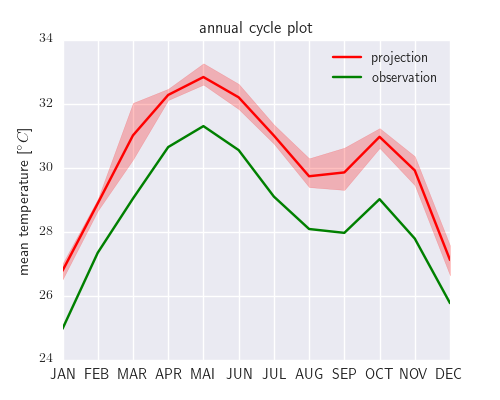 annual cycle plot
projection
observation
mean temperature [°C]
34
32
30
28
26
24
JAN FEB MAR APR MAI JUN JUL AUG SEP OCT NOV DEC